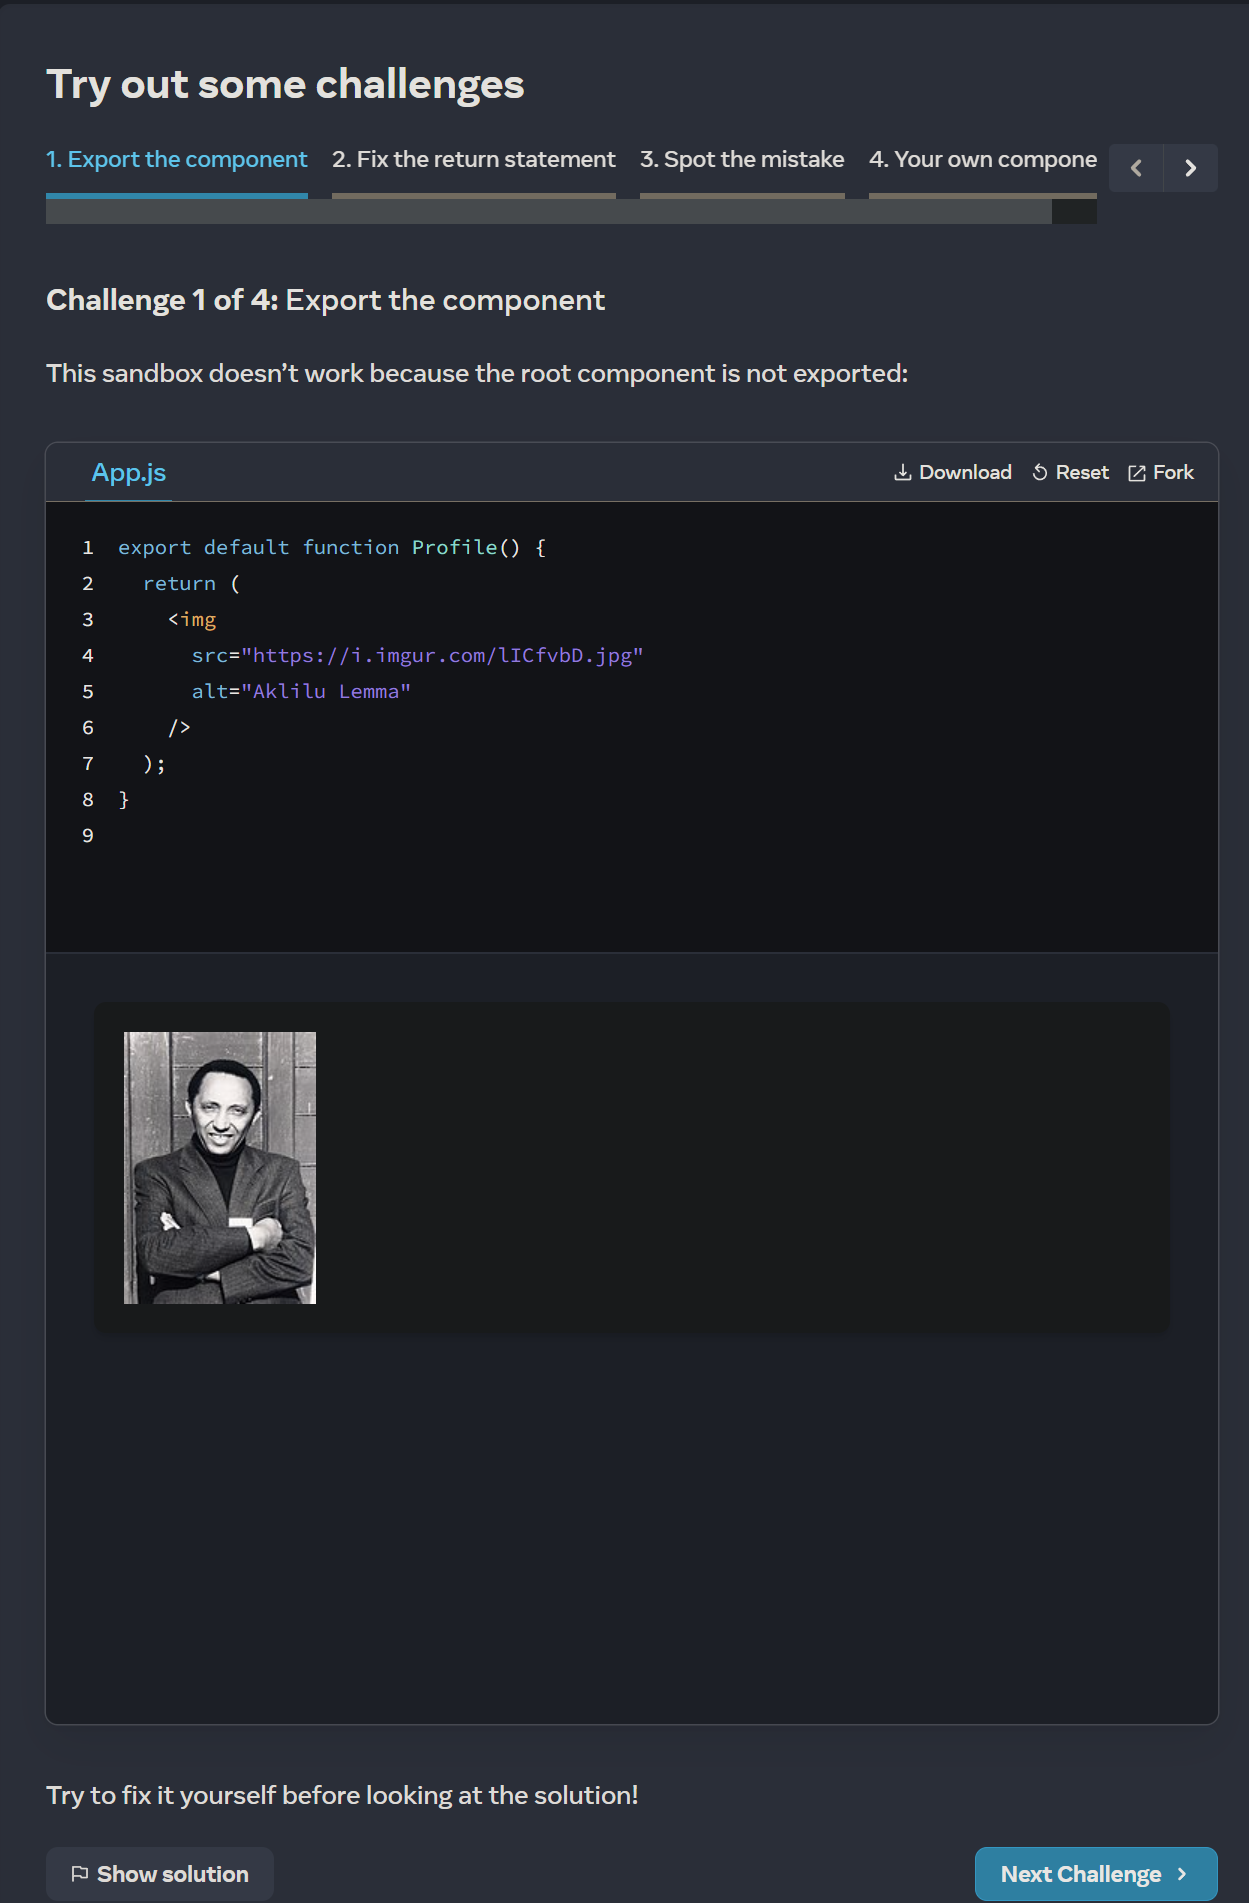 Try out some challenges
1. Export the component 2. Fix the return statement 3. Spot the mistake 4. Your own compone
Challenge 1 of 4: Export the component
This sandbox doesn’t work because the root component is not exported:
App.js Download Reset Fork
1 export default function Profile() {
2   return (
3     <img
4       src="https://i.imgur.com/lICfvbD.jpg"
5       alt="Aklilu Lemma"
6     />
7   );
8 }
9
Try to fix it yourself before looking at the solution!
Show solution Next Challenge